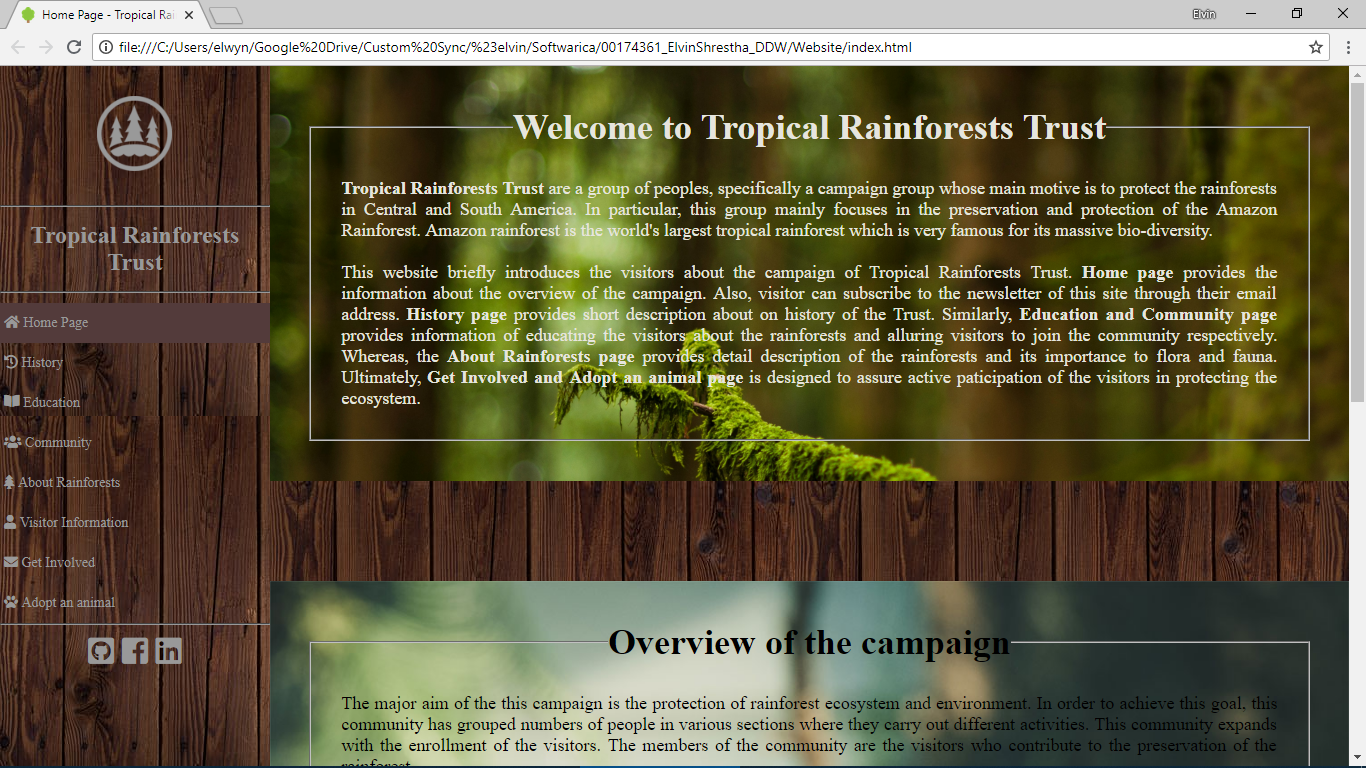 Home Page - Tropical Rai
Elvin
file:///C:/Users/elwyn/Google%20Drive/Custom%20Sync/%23elvin/Softwarica/00174361_ElvinShrestha_DDW/Website/index.html
Tropical Rainforests
Trust
Home Page
History
Education
Community
About Rainforests
Visitor Information
Get Involved
Adopt an animal
Welcome to Tropical Rainforests Trust
Tropical Rainforests Trust are a group of peoples, specifically a campaign group whose main motive is to protect the rainforests
in Central and South America. In particular, this group mainly focuses in the preservation and protection of the Amazon
Rainforest. Amazon rainforest is the world's largest tropical rainforest which is very famous for its massive bio-diversity.
This website briefly introduces the visitors about the campaign of Tropical Rainforests Trust. Home page provides the
information about the overview of the campaign. Also, visitor can subscribe to the newsletter of this site through their email
address. History page provides short description about on history of the Trust. Similarly, Education and Community page
provides information of educating the visitors about the rainforests and alluring visitors to join the community respectively.
Whereas, the About Rainforests page provides detail description of the rainforests and its importance to flora and fauna.
Ultimately, Get Involved and Adopt an animal page is designed to assure active paticipation of the visitors in protecting the
ecosystem.
Overview of the campaign
The major aim of the this campaign is the protection of rainforest ecosystem and environment. In order to achieve this goal, this
community has grouped numbers of people in various sections where they carry out different activities. This community expands
with the enrollment of the visitors. The members of the community are the visitors who contribute to the preservation of the
rainforest.